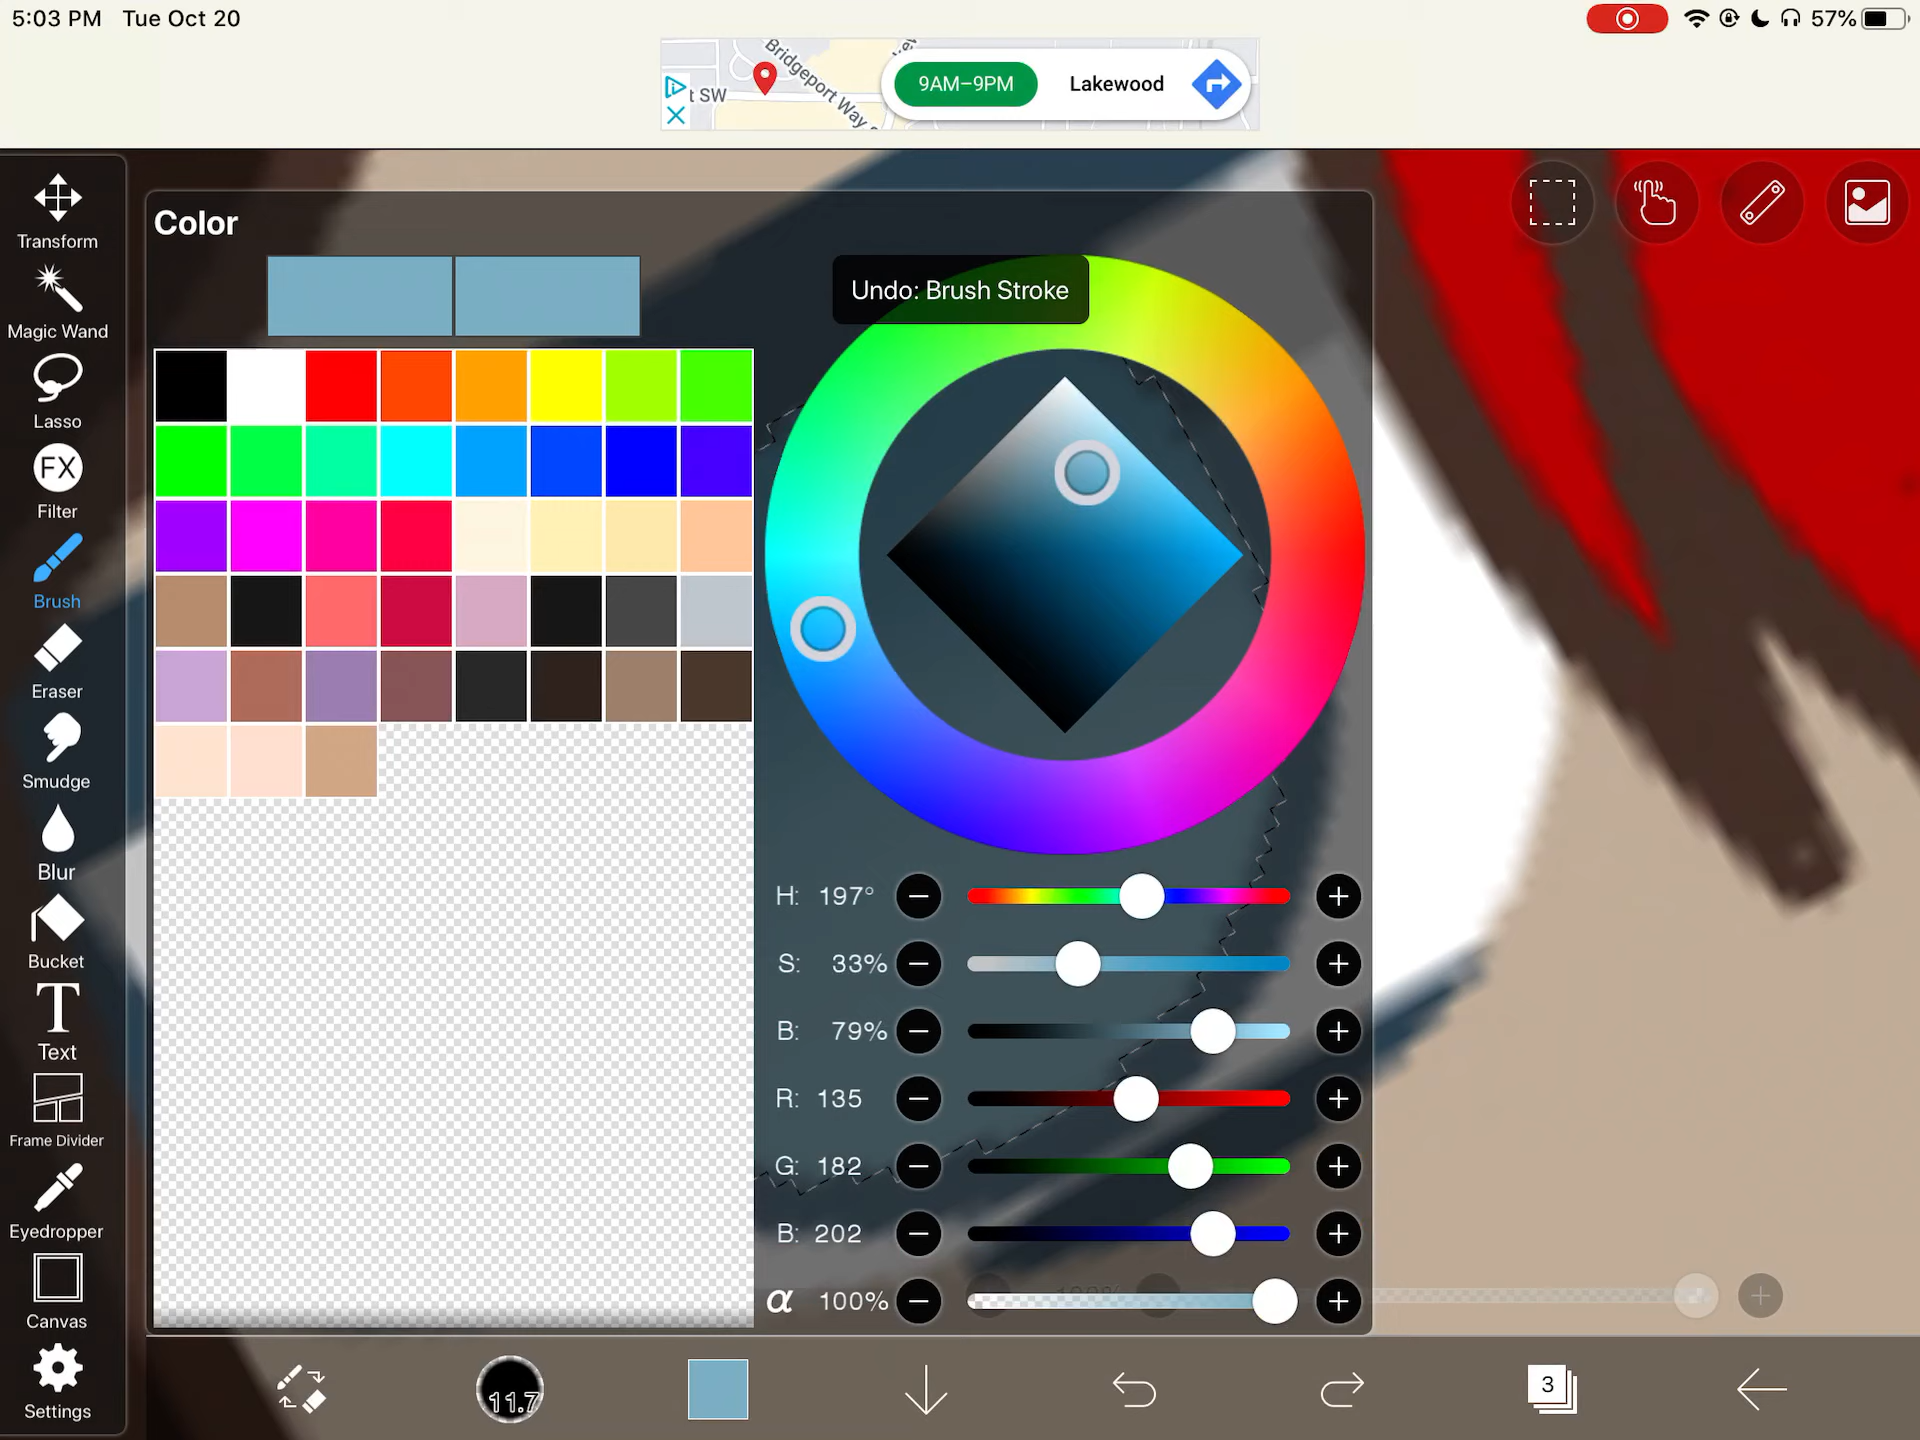 5:03 PM Tue Oct 20
57%
Bridgeport Way
t SW
9AM–9PM
Lakewood
Transform
Magic Wand
Lasso
FX
Filter
Brush
Eraser
Smudge
Blur
Bucket
T
Text
Frame Divider
Eyedropper
Canvas
Settings
Color
Undo: Brush Stroke
H: 197°
S: 33%
B: 79%
R: 135
G: 182
B: 202
α 100%
11.7
3